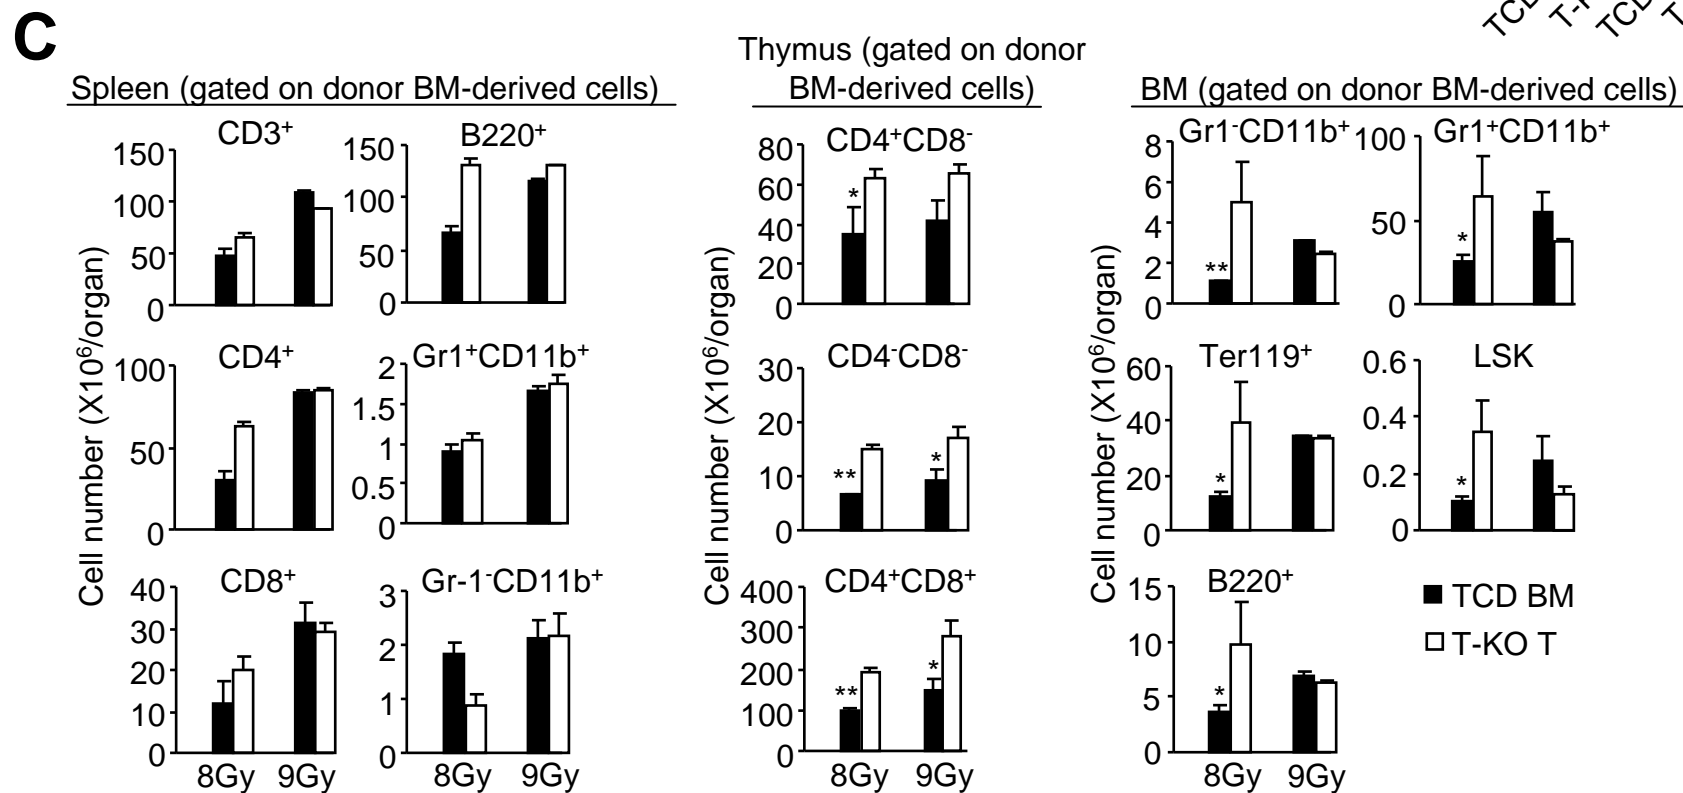 C
TCD
T-
TCD
T
Spleen (gated on donor BM-derived cells)
Thymus (gated on donor
BM-derived cells)
BM (gated on donor BM-derived cells)
Cell number (X10⁶/organ)
CD3⁺
150
100
50
0
B220⁺
150
100
50
0
CD4⁺
100
50
0
Gr1⁺CD11b⁺
2
1.5
1
0.5
0
CD8⁺
40
30
20
10
0
8Gy 9Gy
Gr-1⁻CD11b⁺
3
2
1
0
8Gy 9Gy
Cell number (X10⁶/organ)
CD4⁺CD8⁻
80
60
40
20
0
*
CD4⁻CD8⁻
30
20
10
0
** *
CD4⁺CD8⁺
400
300
200
100
0
** *
8Gy 9Gy
Cell number (X10⁶/organ)
Gr1⁻CD11b⁺
8
6
4
2
0
**
Gr1⁺CD11b⁺
100
50
0
*
Ter119⁺
60
40
20
0
*
LSK
0.6
0.4
0.2
0
*
B220⁺
15
10
5
0
*
8Gy 9Gy
TCD BM
T-KO T